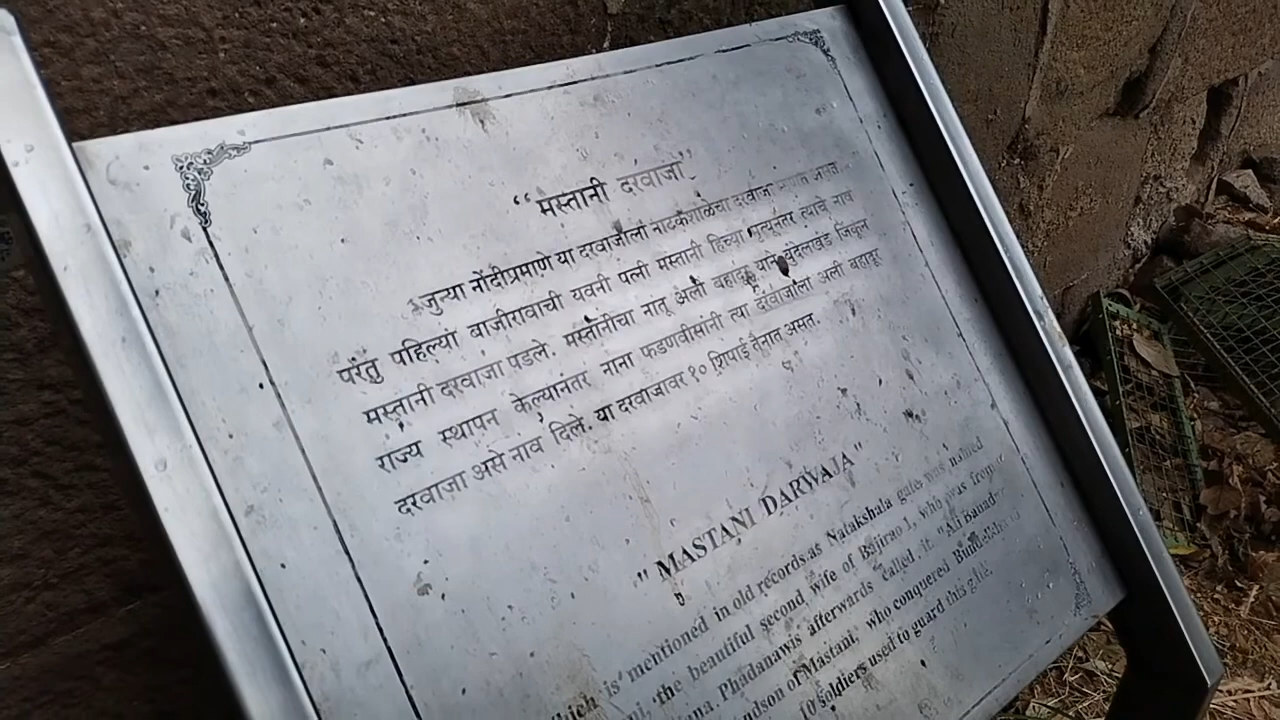 “ मस्तानी दरवाजा”
जुन्या नोंदीप्रमाणे या दरवाजाला नाटकशाळेचा दरवाजा म्हणत असत
परंतु पहिल्या बाजीरावाची यवनी पत्नी मस्तानी हिच्या मृत्यूनंतर त्याचे नाव
मस्तानी दरवाजा पडले. मस्तानीचा नातू अली बहादूर याने बुंदेलखंड जिंकून
राज्य स्थापन केल्यानंतर नाना फडणवीसांनी त्या दरवाजाला अली बहादूर
दरवाजा असे नाव दिले. या दरवाजावर १० शिपाई तैनात असत.
" MASTANI DARWAJA "
is mentioned in old records as Natakshala gate was named
the beautiful second wife of Bajirao I, who was from
Phadanawis afterwards called it "Ali Bahadur
of Mastani, who conquered Bundelkhand
10 soldiers used to guard this gate.